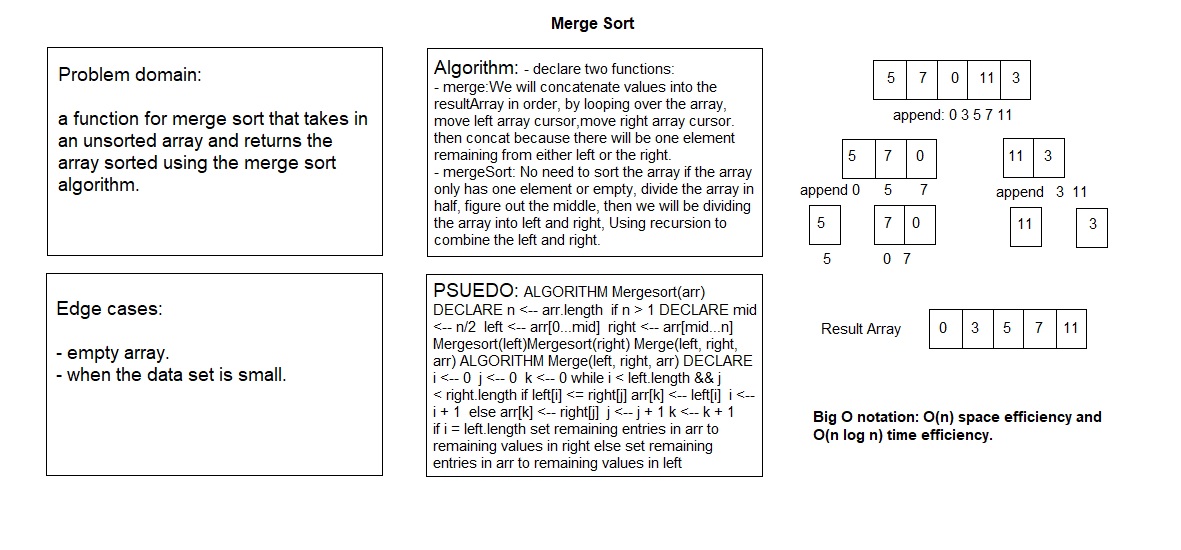 Merge Sort
Problem domain:
a function for merge sort that takes in
an unsorted array and returns the
array sorted using the merge sort
algorithm.
Algorithm: - declare two functions:
- merge:We will concatenate values into the
resultArray in order, by looping over the array,
move left array cursor,move right array cursor.
then concat because there will be one element
remaining from either left or the right.
- mergeSort: No need to sort the array if the array
only has one element or empty, divide the array in
half, figure out the middle, then we will be dividing
the array into left and right, Using recursion to
combine the left and right.
5 7 0 11 3
append: 0 3 5 7 11
5 7 0 11 3
append 0 5 7 append 3 11
5 7 0 11 3
5 0 7
Edge cases:
- empty array.
- when the data set is small.
PSUEDO: ALGORITHM Mergesort(arr)
DECLARE n <-- arr.length if n > 1 DECLARE mid
<-- n/2 left <-- arr[0...mid] right <-- arr[mid...n]
Mergesort(left)Mergesort(right) Merge(left, right,
arr) ALGORITHM Merge(left, right, arr) DECLARE
i <-- 0 j <-- 0 k <-- 0 while i < left.length && j
< right.length if left[i] <= right[j] arr[k] <-- left[i] i <--
i + 1 else arr[k] <-- right[j] j <-- j + 1 k <-- k + 1
if i = left.length set remaining entries in arr to
remaining values in right else set remaining
entries in arr to remaining values in left
Result Array 0 3 5 7 11
Big O notation: O(n) space efficiency and
O(n log n) time efficiency.